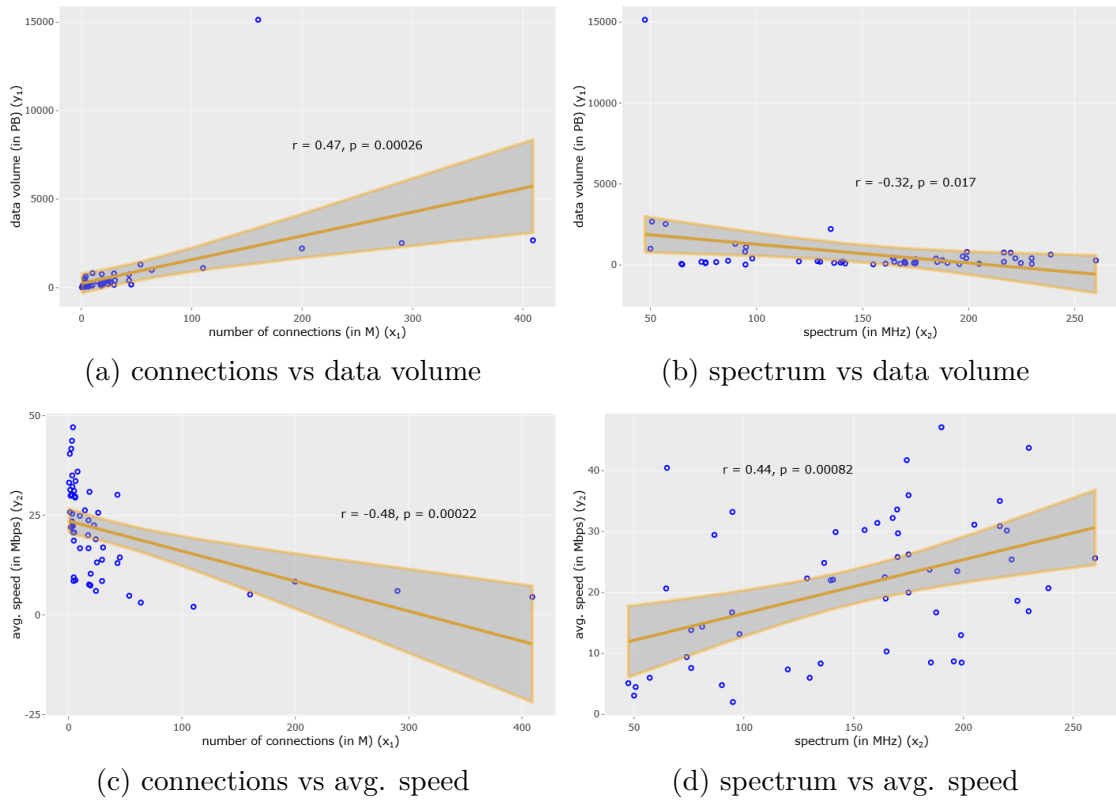 15000
10000
5000
0
data volume (in PB) (y₁)
r = 0.47, p = 0.00026
0
100
200
300
400
number of connections (in M) (x₁)
(a) connections vs data volume
15000
10000
5000
0
data volume (in PB) (y₁)
r = -0.32, p = 0.017
50
100
150
200
250
spectrum (in MHz) (x₂)
(b) spectrum vs data volume
50
25
0
-25
avg. speed (in Mbps) (y₂)
r = -0.48, p = 0.00022
0
100
200
300
400
number of connections (in M) (x₁)
(c) connections vs avg. speed
40
30
20
10
0
avg. speed (in Mbps) (y₂)
r = 0.44, p = 0.00082
50
100
150
200
250
spectrum (in MHz) (x₂)
(d) spectrum vs avg. speed